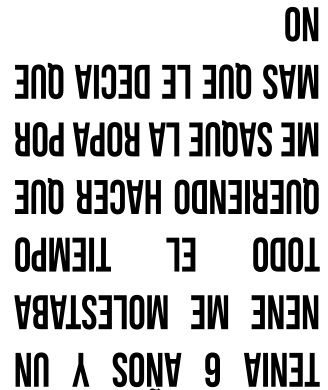 TENIA 6 AÑOS Y UN
NENE ME MOLESTABA
TODO EL TIEMPO
QUERIENDO HACER QUE
ME SAQUE LA ROPA POR
MAS QUE LE DECIA QUE
NO